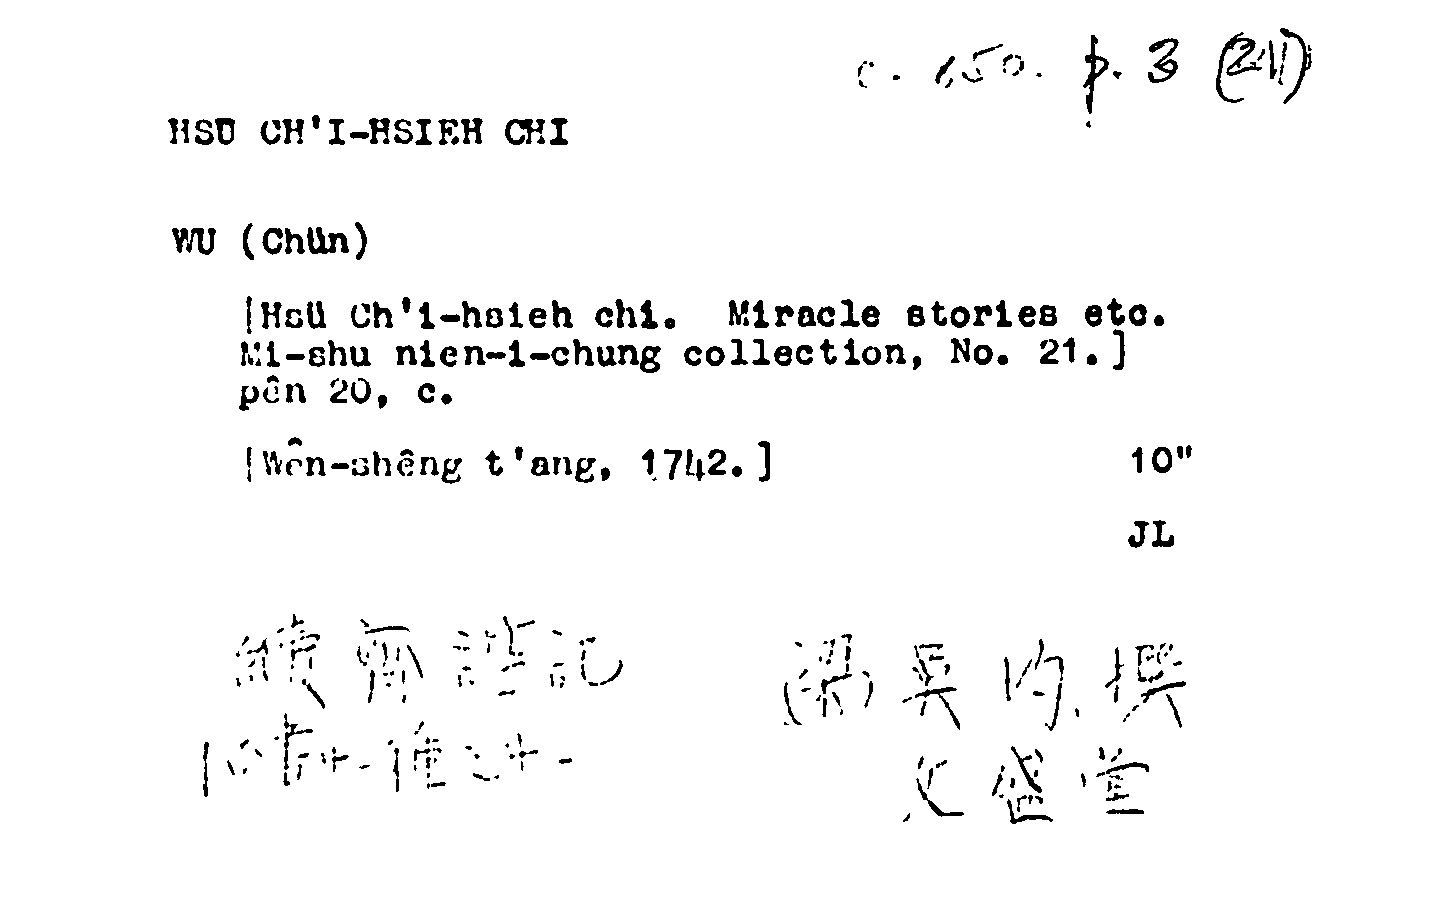 c. 150. p. 3 (211)
HSÜ CH'I-HSIEH CHI
WU (Chün)
[Hsü Ch'i-hsieh chi. Miracle stories etc.
Mi-shu nien-i-chung collection, No. 21.]
pên 20, c.
[Wên-shêng t'ang, 1742.] 10"
JL
續齊諧記 (梁)吳均撰
秘書廿一種之廿一 文盛堂